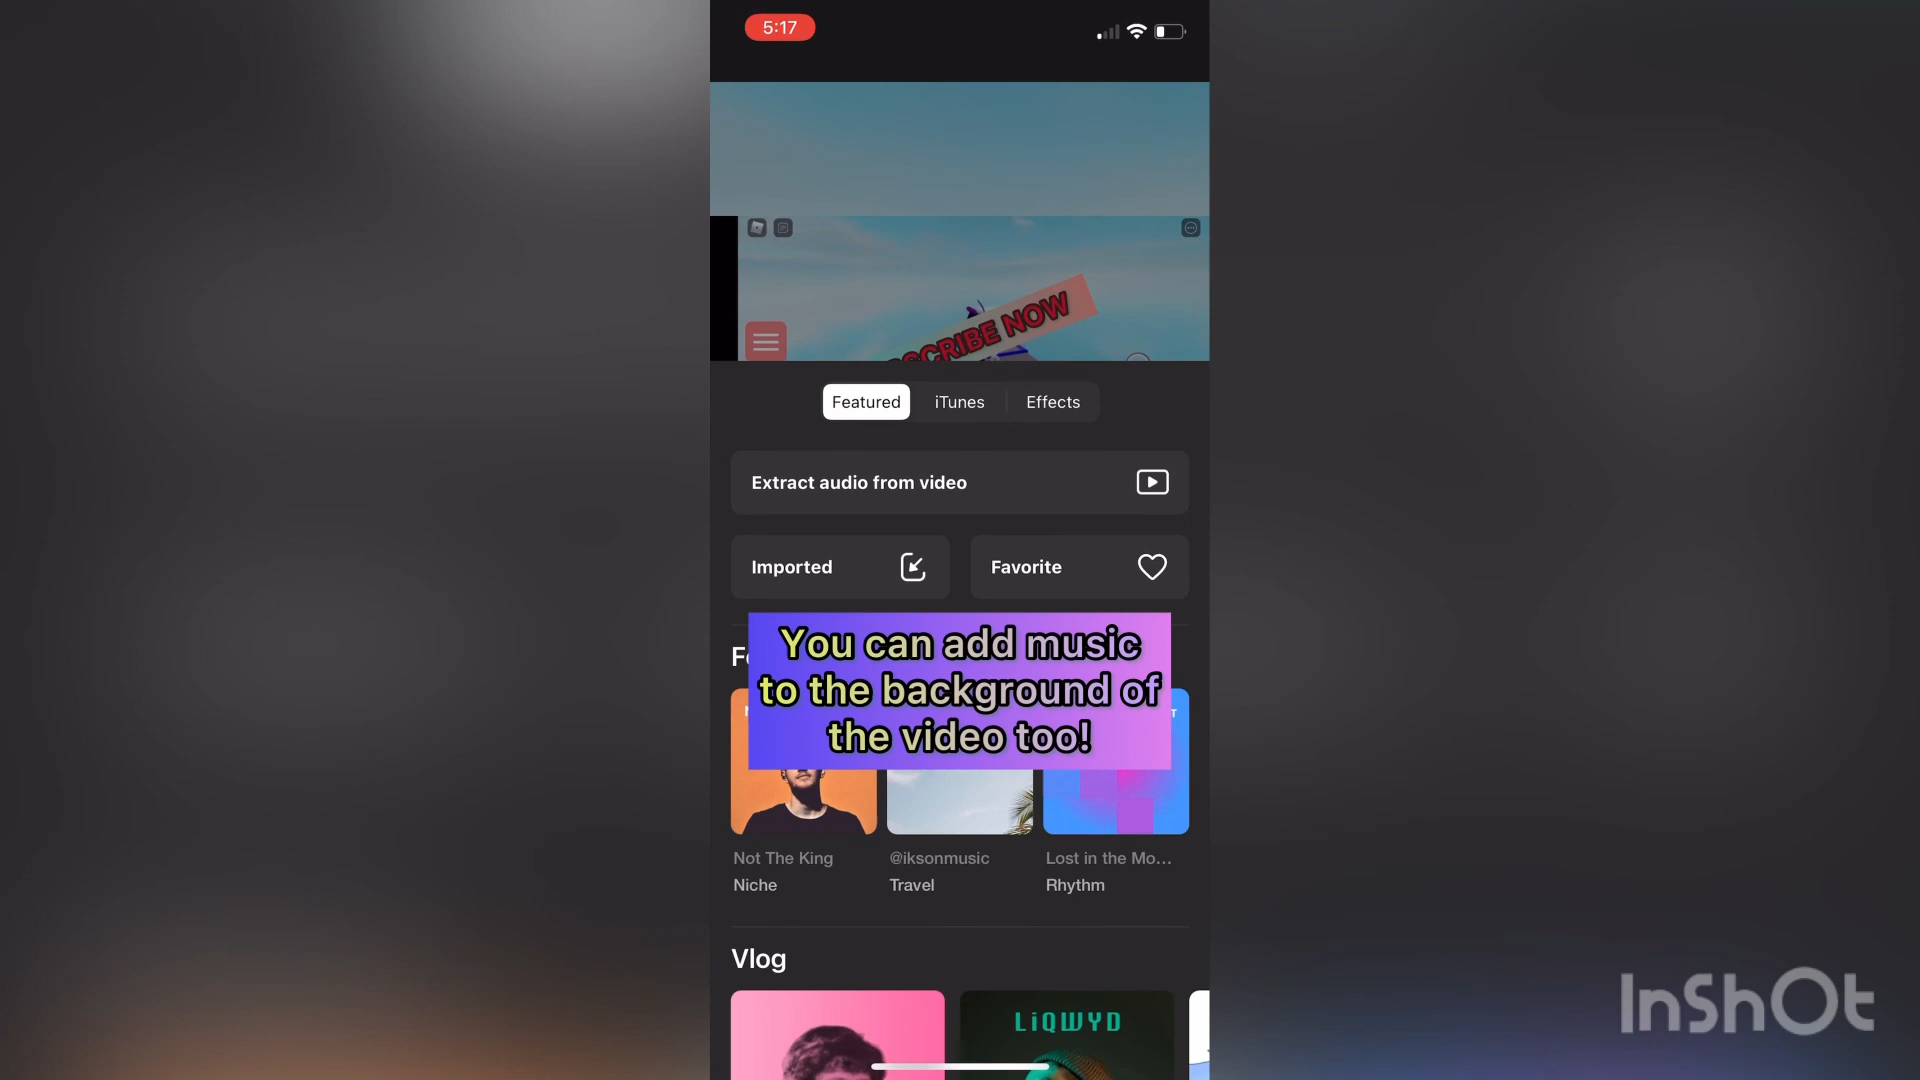 5:17
SCRIBE NOW
Featured
iTunes
Effects
Extract audio from video
Imported
Favorite
You can add music
to the background of
the video too!
Not The King
@iksonmusic
Lost in the Mo...
Niche
Travel
Rhythm
Vlog
LiQWYD
InShOt